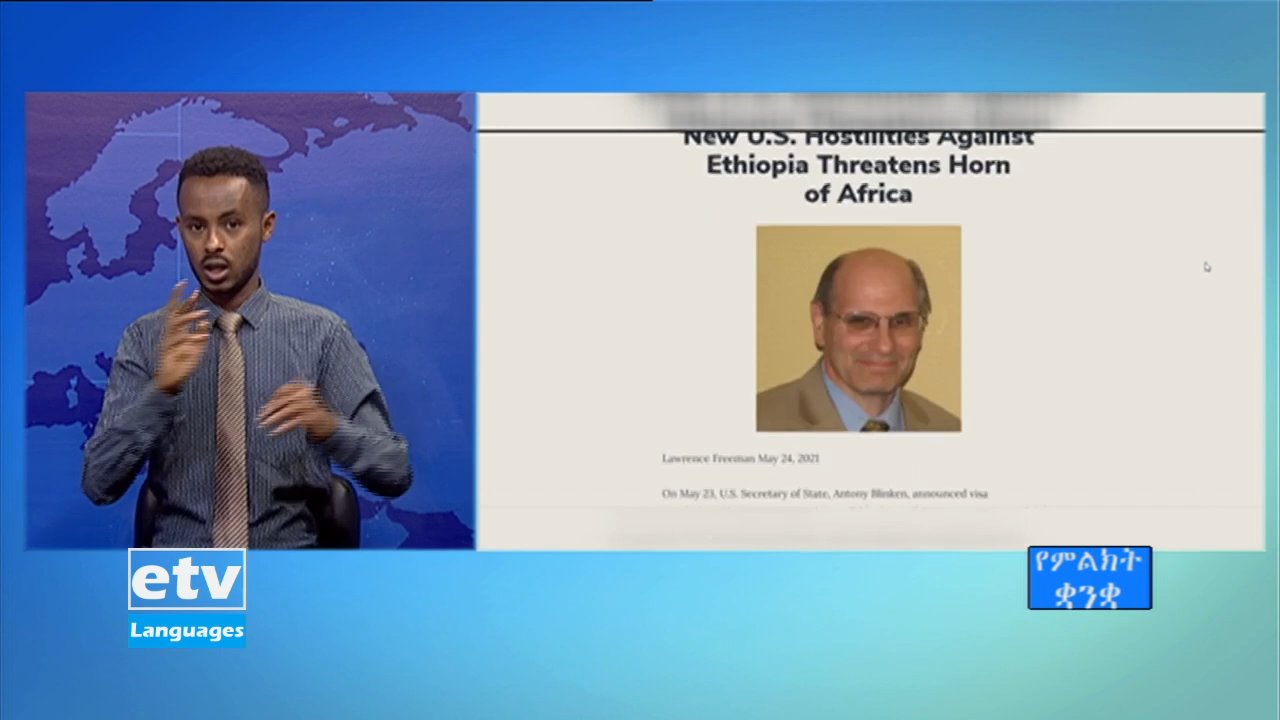 New U.S. Hostilities Against
Ethiopia Threatens Horn
of Africa
Lawrence Freeman May 24, 2021
On May 23, U.S. Secretary of State, Antony Blinken, announced visa
etv
Languages
የምልክት
ቋንቋ